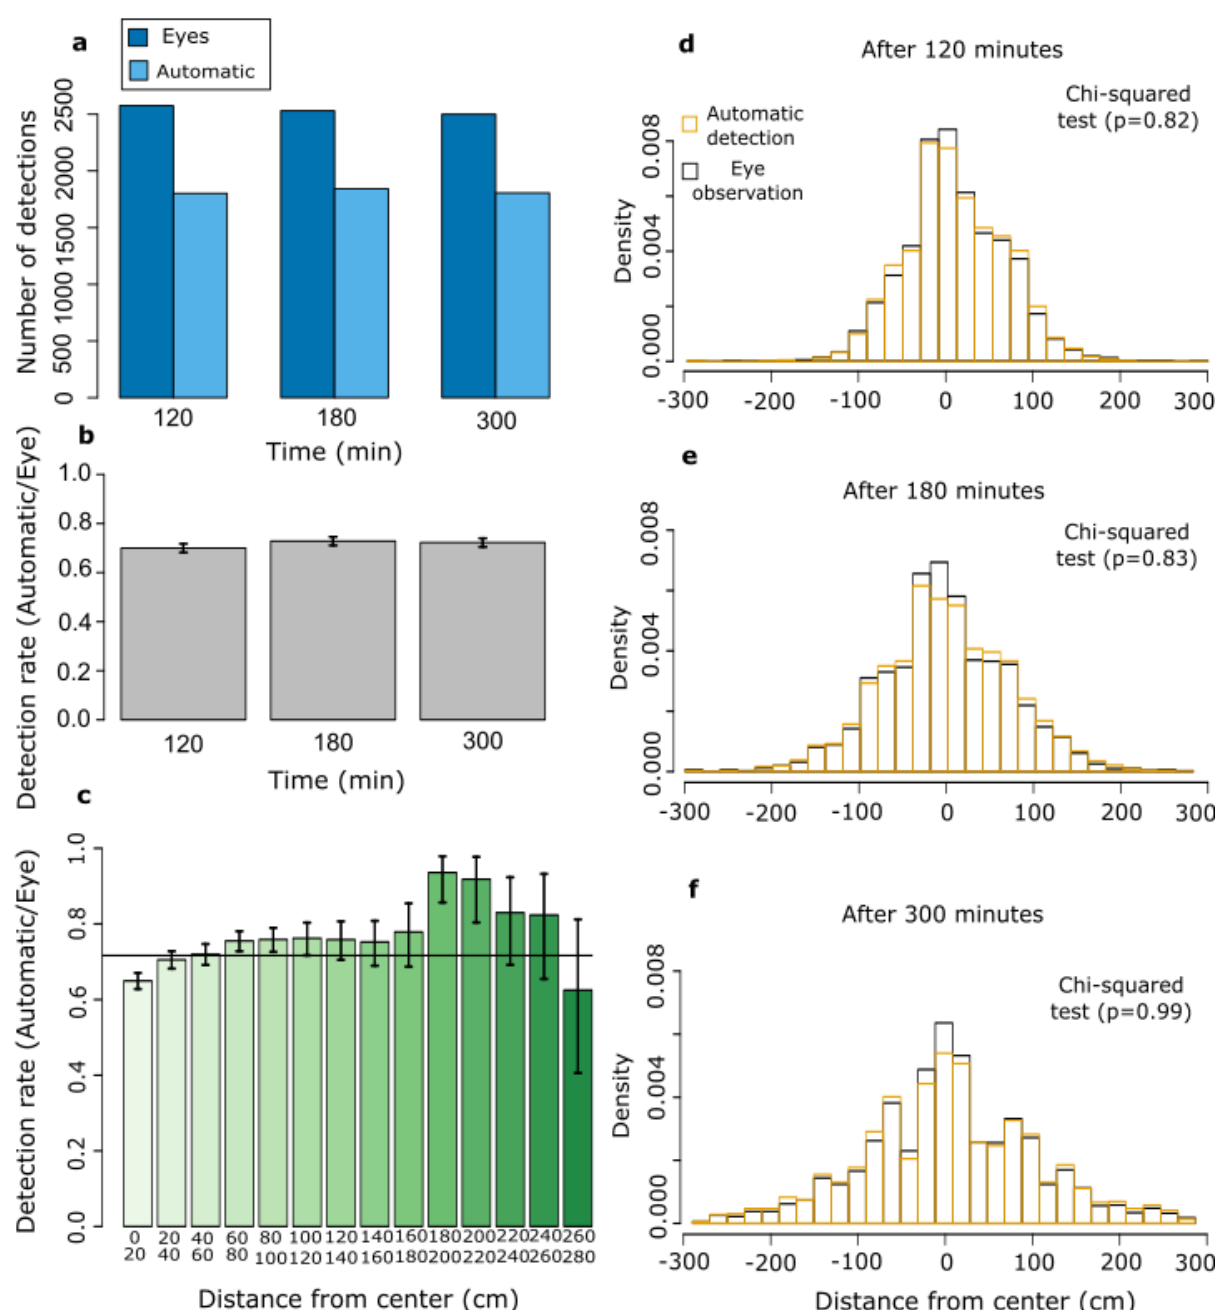 a
Eyes
Automatic
Number of detections
0 500 1000 1500 2000 2500
120 180 300
Time (min)
b
Detection rate (Automatic/Eye)
0.0 0.2 0.4 0.6 0.8 1.0
120 180 300
Time (min)
c
Detection rate (Automatic/Eye)
0.0 0.2 0.4 0.6 0.8 1.0
0 20 40 60 80 100 120 140 160 180 200 220 240 260
20 40 60 80 100 120 140 160 180 200 220 240 260 280
Distance from center (cm)
d
After 120 minutes
Chi-squared
test (p=0.82)
Automatic
detection
Eye
observation
Density
0.000 0.004 0.008
-300 -200 -100 0 100 200 300
e
After 180 minutes
Chi-squared
test (p=0.83)
Density
0.000 0.004 0.008
-300 -200 -100 0 100 200 300
f
After 300 minutes
Chi-squared
test (p=0.99)
Density
0.000 0.004 0.008
-300 -200 -100 0 100 200 300
Distance from center (cm)